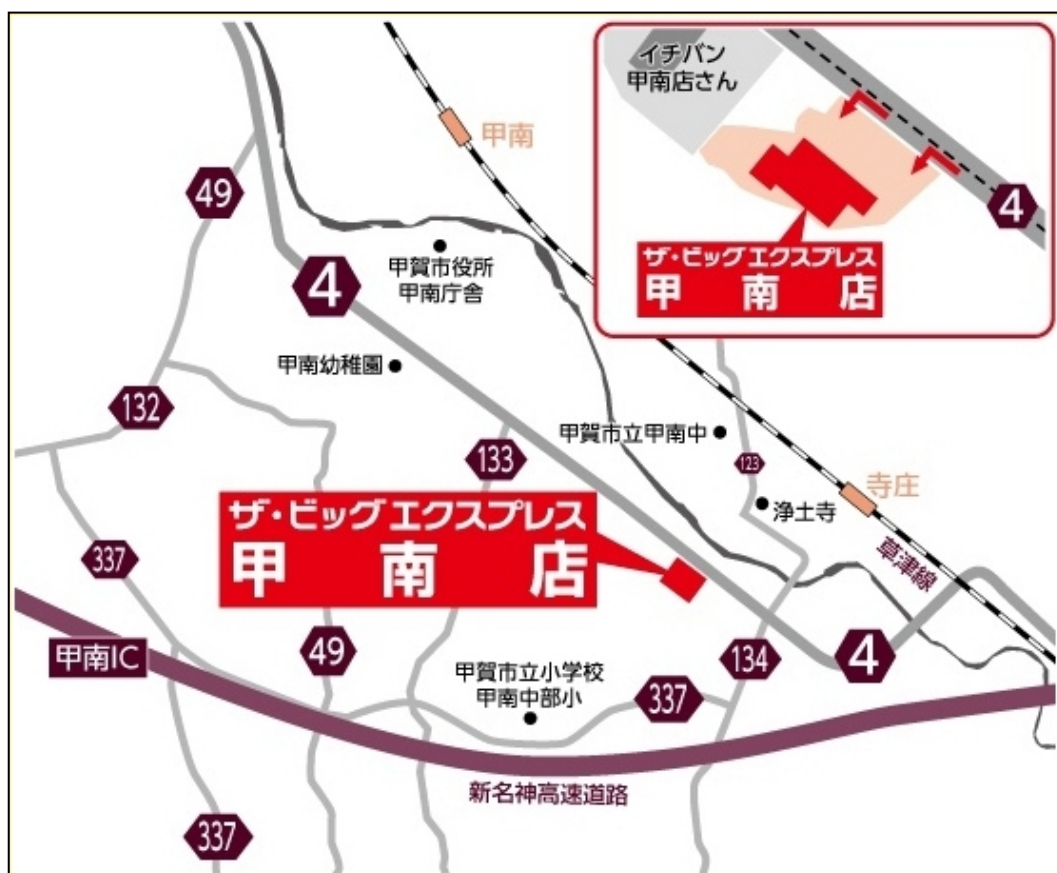 イチバン
甲南店さん
4
ザ・ビッグ エクスプレス
甲南店
甲南
49
甲賀市役所
甲南庁舎
4
甲南幼稚園
132
133
甲賀市立甲南中
123
寺庄
浄土寺
草津線
ザ・ビッグ エクスプレス
甲南店
337
甲南IC
49
134
4
甲賀市立小学校
甲南中部小
337
新名神高速道路
337